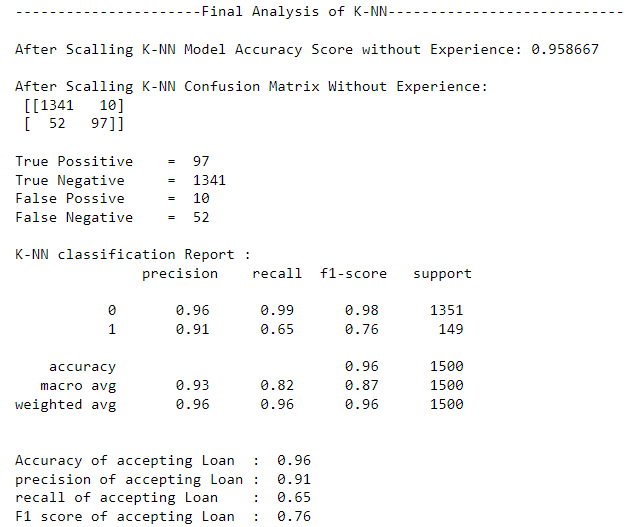 ----------------------Final Analysis of K-NN----------------------------
After Scalling K-NN Model Accuracy Score without Experience: 0.958667
After Scalling K-NN Confusion Matrix Without Experience:
[[1341   10]
[  52   97]]
True Possitive    =  97
True Negative     =  1341
False Possive     =  10
False Negative    =  52
K-NN classification Report :
precision    recall  f1-score   support
0       0.96      0.99      0.98      1351
1       0.91      0.65      0.76       149
accuracy                           0.96      1500
macro avg       0.93      0.82      0.87      1500
weighted avg       0.96      0.96      0.96      1500
Accuracy of accepting Loan  :  0.96
precision of accepting Loan :  0.91
recall of accepting Loan    :  0.65
F1 score of accepting Loan  :  0.76